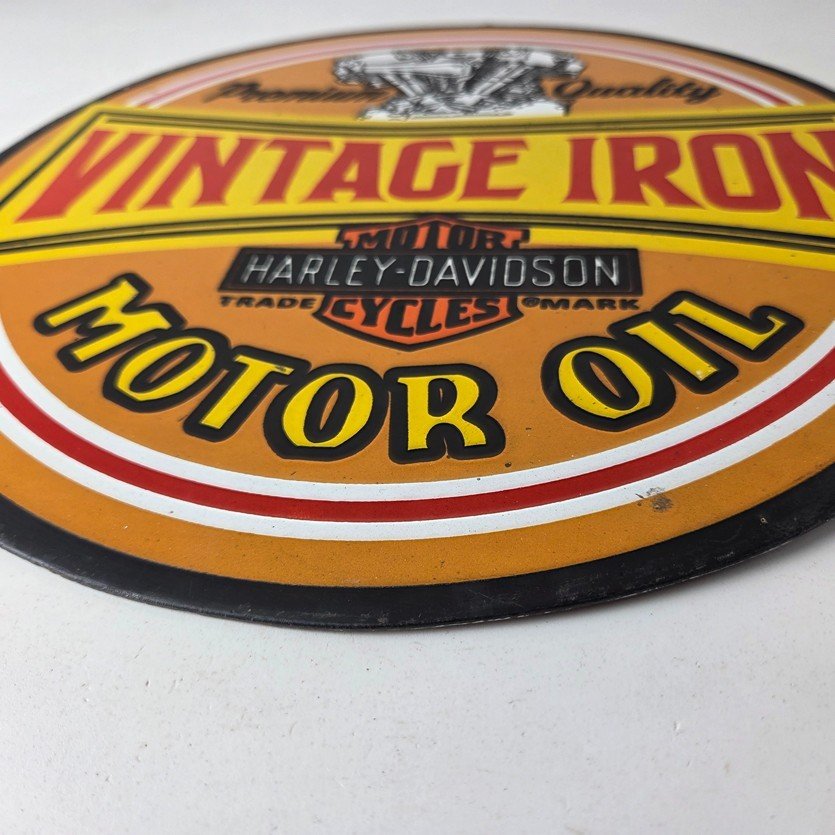 Premium Quality
VINTAGE IRON
MOTOR
HARLEY-DAVIDSON
TRADE CYCLES ®MARK
MOTOR OIL